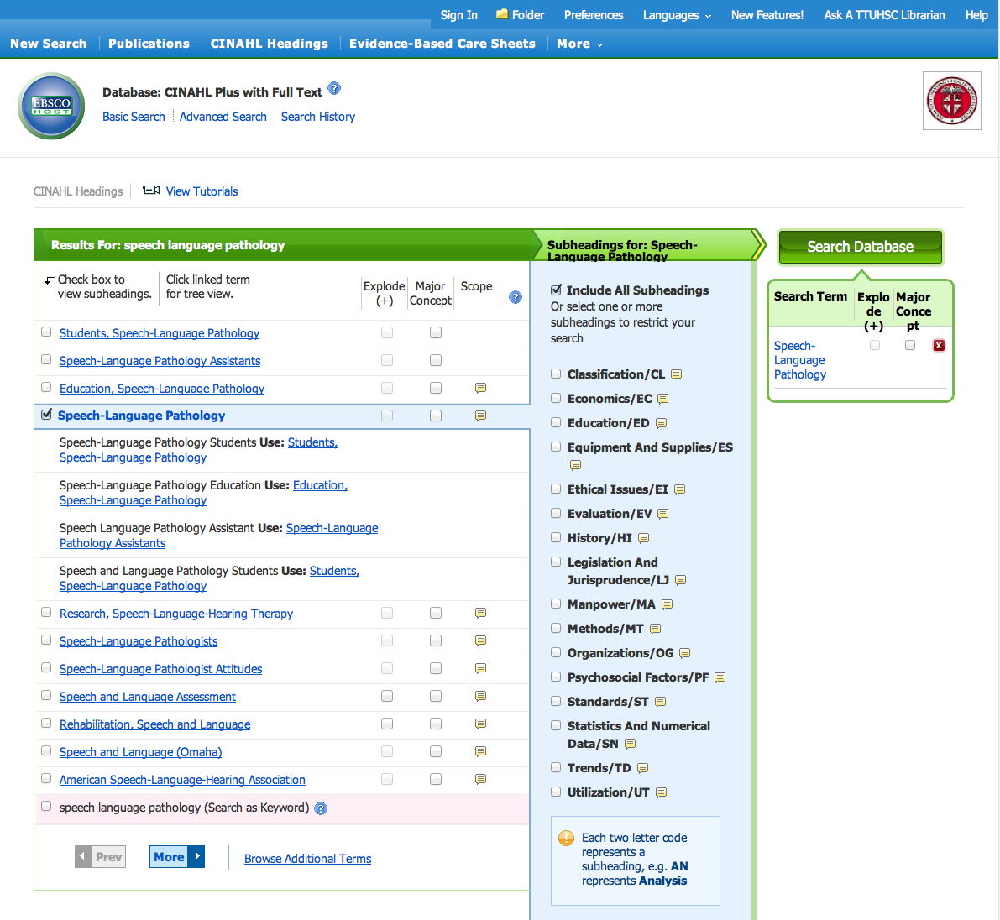 Sign In Folder Preferences Languages New Features! Ask A TTUHSC Librarian Help
New Search Publications CINAHL Headings Evidence-Based Care Sheets More
EBSCO
HOST
Database: CINAHL Plus with Full Text ?
Basic Search Advanced Search Search History
CINAHL Headings View Tutorials
Results For: speech language pathology
Check box to
view subheadings.
Click linked term
for tree view.
Explode
(+)
Major
Concept
Scope
?
Students, Speech-Language Pathology
Speech-Language Pathology Assistants
Education, Speech-Language Pathology
Speech-Language Pathology
Speech-Language Pathology Students Use: Students,
Speech-Language Pathology
Speech-Language Pathology Education Use: Education,
Speech-Language Pathology
Speech Language Pathology Assistant Use: Speech-Language
Pathology Assistants
Speech and Language Pathology Students Use: Students,
Speech-Language Pathology
Research, Speech-Language-Hearing Therapy
Speech-Language Pathologists
Speech-Language Pathologist Attitudes
Speech and Language Assessment
Rehabilitation, Speech and Language
Speech and Language (Omaha)
American Speech-Language-Hearing Association
speech language pathology (Search as Keyword) ?
Prev More Browse Additional Terms
Subheadings for: Speech-
Language Pathology
Include All Subheadings
Or select one or more
subheadings to restrict your
search
Classification/CL
Economics/EC
Education/ED
Equipment And Supplies/ES
Ethical Issues/EI
Evaluation/EV
History/HI
Legislation And
Jurisprudence/LJ
Manpower/MA
Methods/MT
Organizations/OG
Psychosocial Factors/PF
Standards/ST
Statistics And Numerical
Data/SN
Trends/TD
Utilization/UT
! Each two letter code
represents a
subheading, e.g. AN
represents Analysis
Search Database
Search Term
Explo
de
(+)
Major
Conce
pt
Speech-
Language
Pathology
X